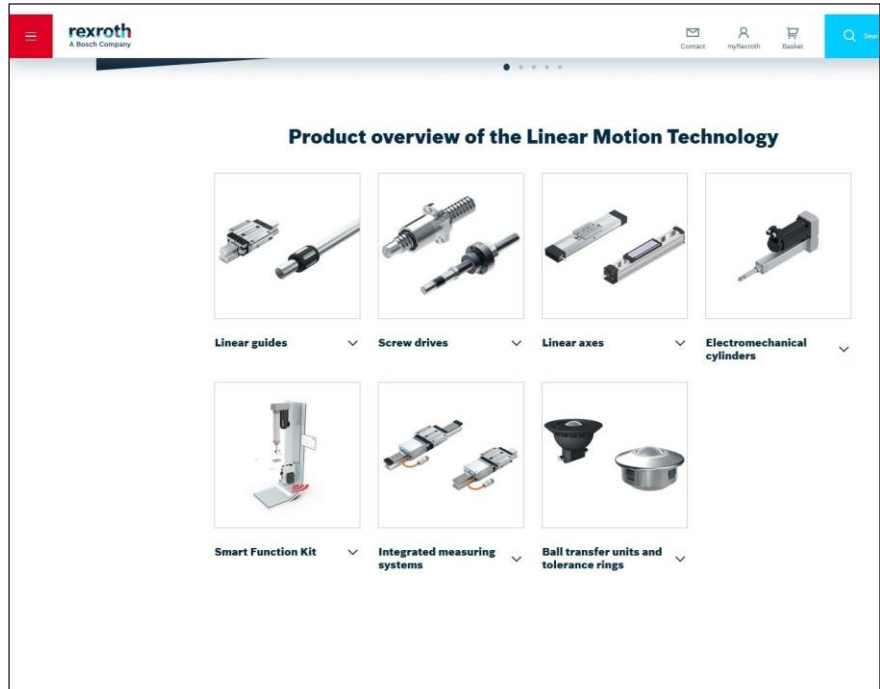 rexroth
A Bosch Company
Contact
myRexroth
Basket
Product overview of the Linear Motion Technology
Linear guides
Screw drives
Linear axes
Electromechanical
cylinders
Smart Function Kit
Integrated measuring
systems
Ball transfer units and
tolerance rings